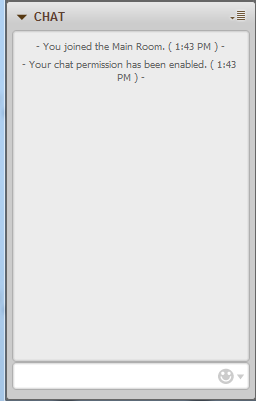 CHAT
- You joined the Main Room. ( 1:43 PM ) -
- Your chat permission has been enabled. ( 1:43
PM ) -